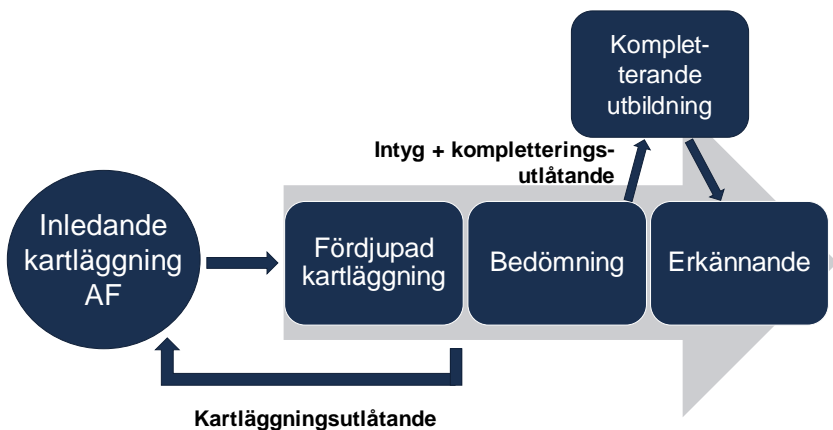 Komplet-
terande
utbildning
Intyg + kompletterings-
utlåtande
Inledande
kartläggning
AF
Fördjupad
kartläggning
Bedömning
Erkännande
Kartläggningsutlåtande